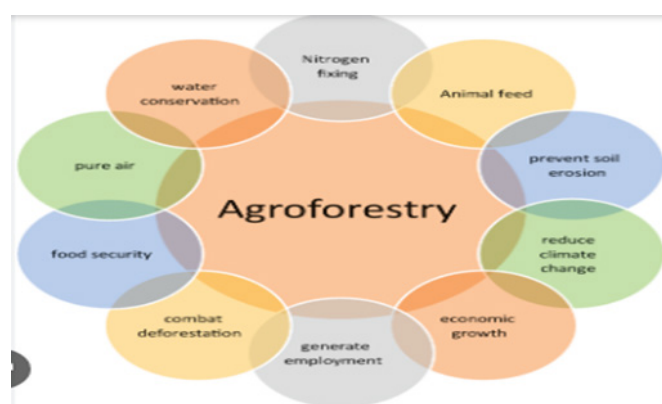 Nitrogen
fixing
Animal feed
prevent soil
erosion
reduce
climate
change
economic
growth
generate
employment
combat
deforestation
food security
pure air
water
conservation
Agroforestry